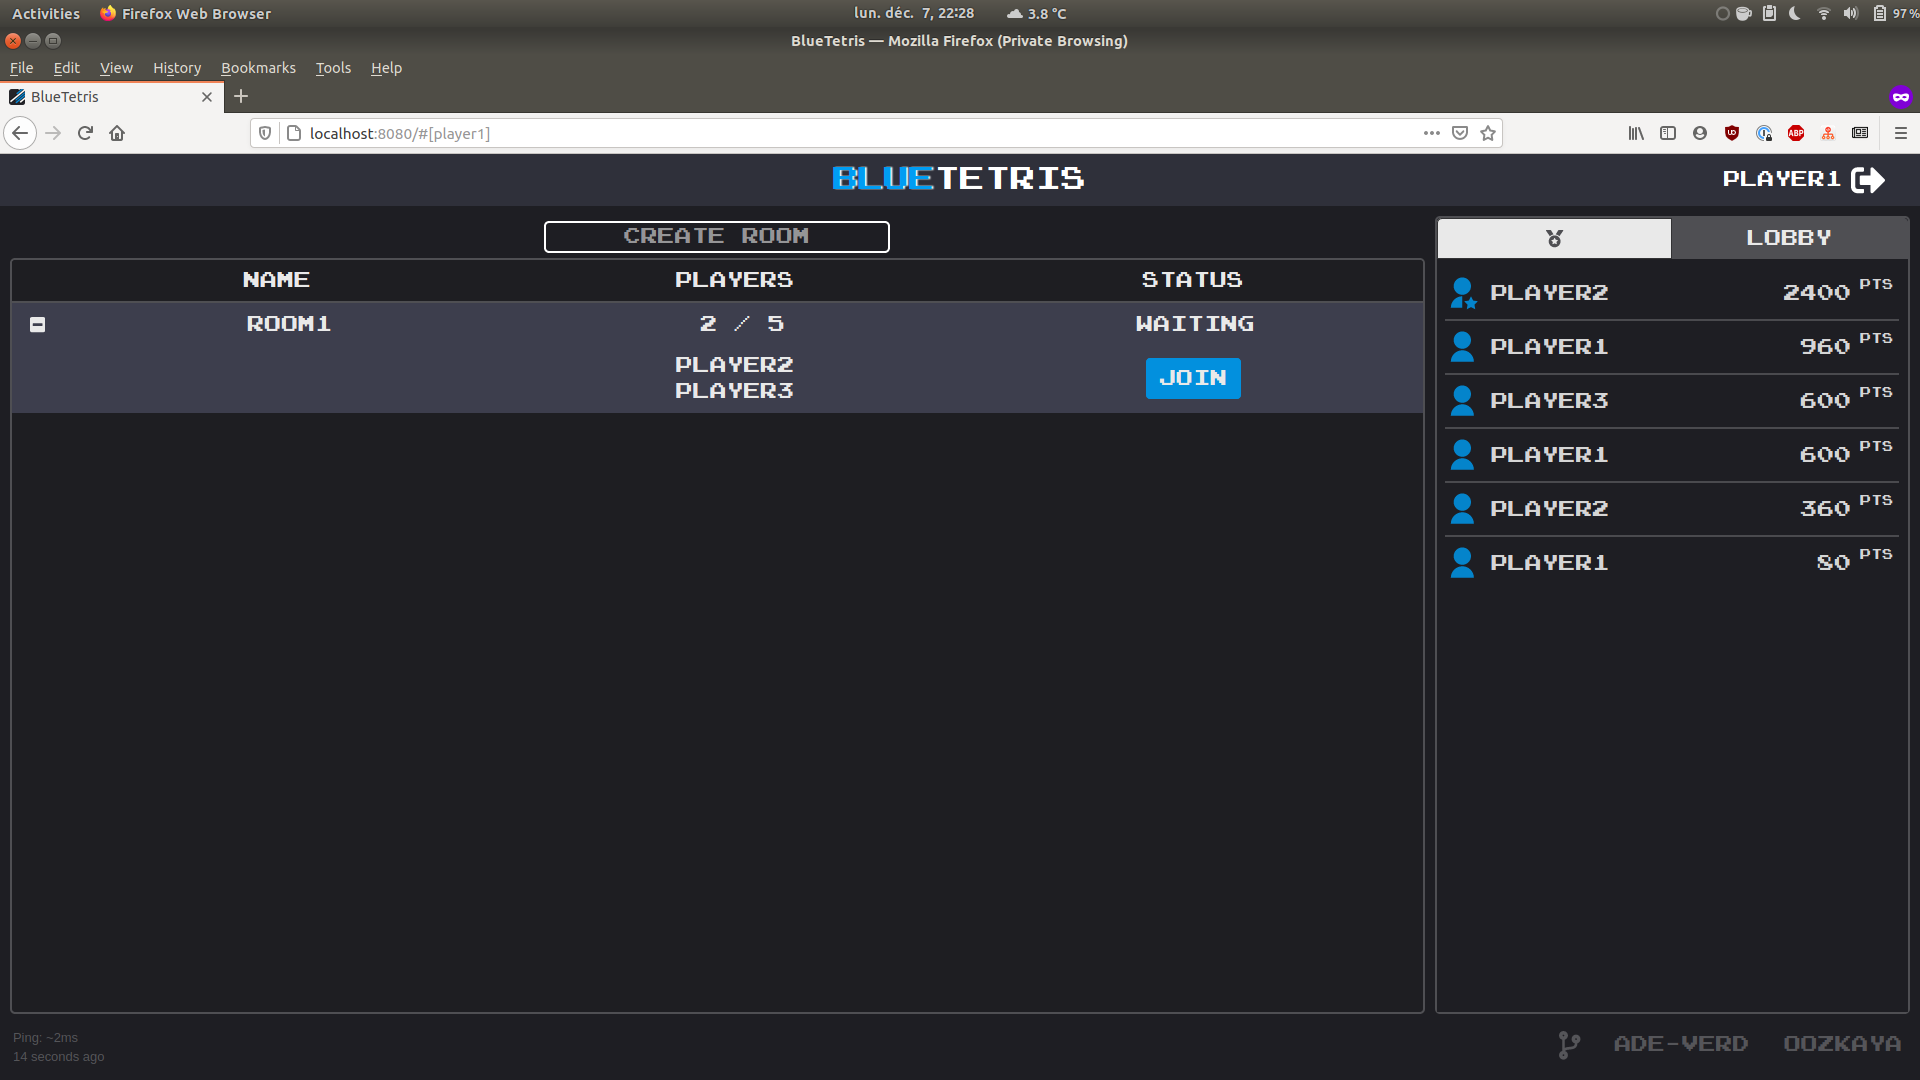 Activities Firefox Web Browser lun. déc. 7, 22:28 3.8 °C 97 %
BlueTetris — Mozilla Firefox (Private Browsing)
File Edit View History Bookmarks Tools Help
BlueTetris
localhost:8080/#[player1]
BLUETETRIS PLAYER1
CREATE ROOM LOBBY
NAME PLAYERS STATUS
ROOM1 2 / 5 WAITING
PLAYER2
PLAYER3
JOIN
PLAYER2 2400 PTS
PLAYER1 960 PTS
PLAYER3 600 PTS
PLAYER1 600 PTS
PLAYER2 360 PTS
PLAYER1 80 PTS
Ping: ~2ms
14 seconds ago
ADE-VERD OOZKAYA